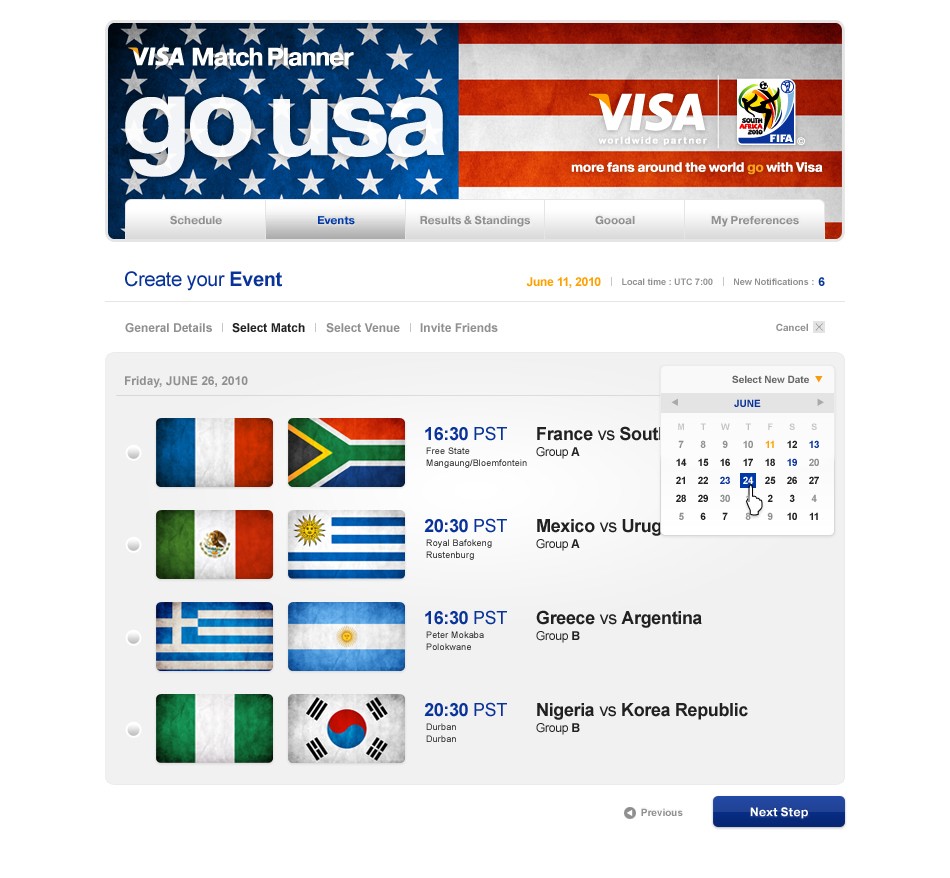 VISA Match Planner
go usa
VISA
worldwide partner
SOUTH AFRICA 2010
FIFA
©
more fans around the world go with Visa
Schedule
Events
Results & Standings
Goooal
My Preferences
Create your Event
June 11, 2010
Local time : UTC 7:00
New Notifications : 6
General Details
Select Match
Select Venue
Invite Friends
Cancel
Friday, JUNE 26, 2010
Select New Date
JUNE
M T W T F S S
7 8 9 10 11 12 13
14 15 16 17 18 19 20
21 22 23 24 25 26 27
28 29 30 2 3 4
5 6 7 8 9 10 11
16:30 PST
Free State
Mangaung/Bloemfontein
France vs Sout
Group A
20:30 PST
Royal Bafokeng
Rustenburg
Mexico vs Urug
Group A
16:30 PST
Peter Mokaba
Polokwane
Greece vs Argentina
Group B
20:30 PST
Durban
Durban
Nigeria vs Korea Republic
Group B
Previous
Next Step